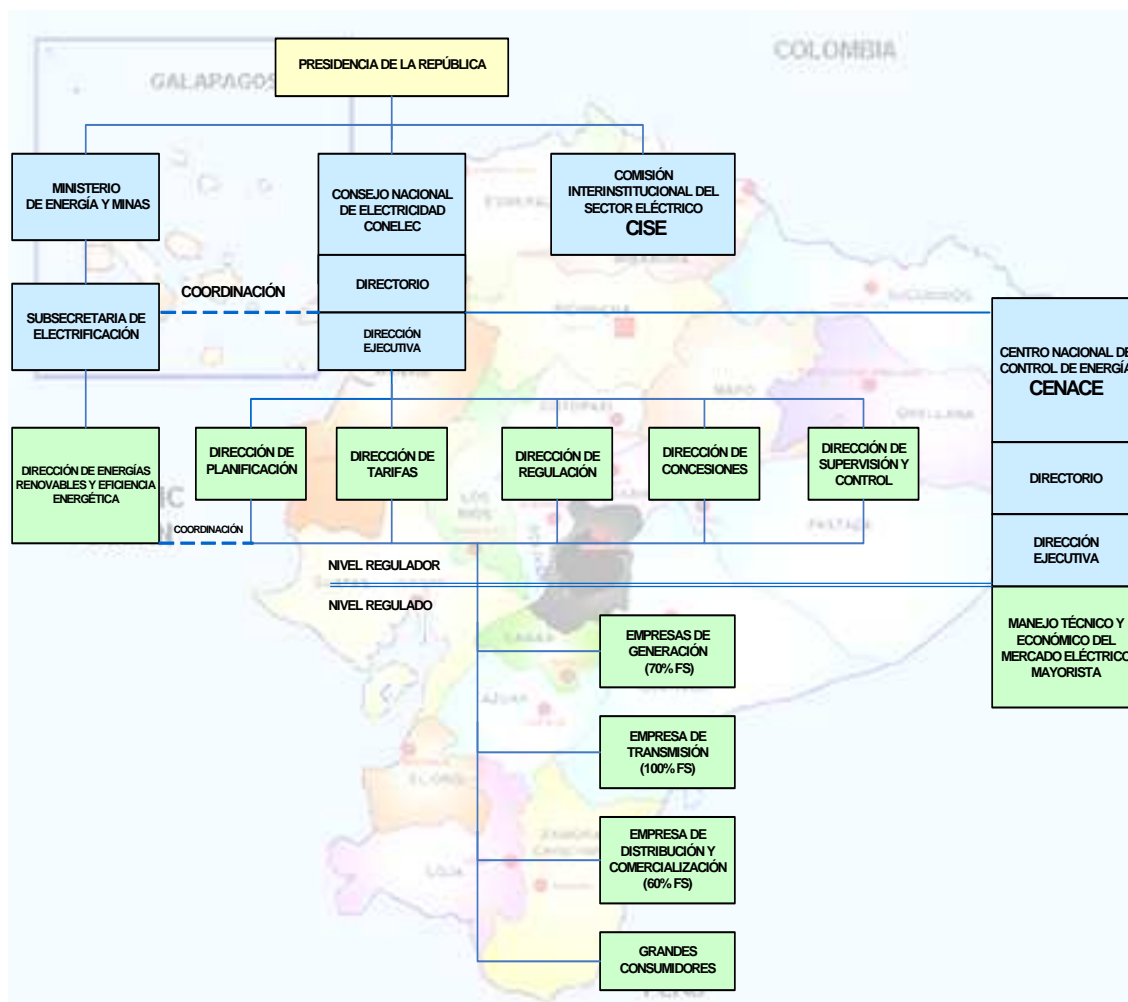 COLOMBIA
GALAPAGOS
PRESIDENCIA DE LA REPÚBLICA
MINISTERIO
DE ENERGÍA Y MINAS
CONSEJO NACIONAL
DE ELECTRICIDAD
CONELEC
COMISIÓN
INTERINSTITUCIONAL DEL
SECTOR ELÉCTRICO
CISE
DIRECTORIO
COORDINACIÓN
SUBSECRETARIA DE
ELECTRIFICACIÓN
DIRECCIÓN
EJECUTIVA
CENTRO NACIONAL DE
CONTROL DE ENERGÍA
CENACE
DIRECCIÓN DE ENERGÍAS
RENOVABLES Y EFICIENCIA
ENERGÉTICA
DIRECCIÓN DE
PLANIFICACIÓN
DIRECCIÓN DE
TARIFAS
DIRECCIÓN DE
REGULACIÓN
DIRECCIÓN DE
CONCESIONES
DIRECCIÓN DE
SUPERVISIÓN Y
CONTROL
DIRECTORIO
COORDINACIÓN
DIRECCIÓN
EJECUTIVA
NIVEL REGULADOR
NIVEL REGULADO
MANEJO TÉCNICO Y
ECONÓMICO DEL
MERCADO ELÉCTRICO
MAYORISTA
EMPRESAS DE
GENERACIÓN
(70% FS)
EMPRESA DE
TRANSMISIÓN
(100% FS)
EMPRESA DE
DISTRIBUCIÓN Y
COMERCIALIZACIÓN
(60% FS)
GRANDES
CONSUMIDORES
LOJA